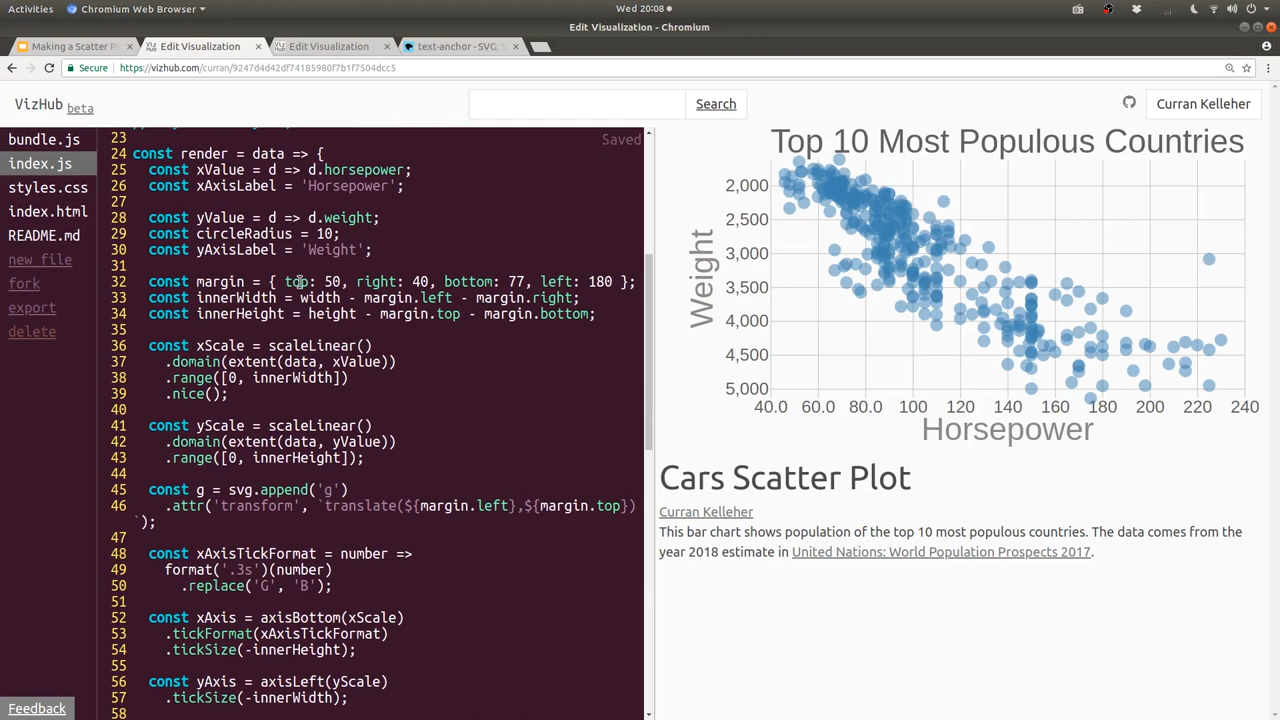 Activities Chromium Web Browser Wed 20:08
Edit Visualization - Chromium
Making a Scatter Pl Edit Visualization Edit Visualization text-anchor - SVG: S
Secure https://vizhub.com/curran/9247d4d42df74185980f7b1f7504dcc5
VizHub beta Search Curran Kelleher
bundle.js
index.js
styles.css
index.html
README.md
new file
fork
export
delete
Feedback
Saved
23
24 const render = data => {
25 const xValue = d => d.horsepower;
26 const xAxisLabel = 'Horsepower';
27
28 const yValue = d => d.weight;
29 const circleRadius = 10;
30 const yAxisLabel = 'Weight';
31
32 const margin = { top: 50, right: 40, bottom: 77, left: 180 };
33 const innerWidth = width - margin.left - margin.right;
34 const innerHeight = height - margin.top - margin.bottom;
35
36 const xScale = scaleLinear()
37 .domain(extent(data, xValue))
38 .range([0, innerWidth])
39 .nice();
40
41 const yScale = scaleLinear()
42 .domain(extent(data, yValue))
43 .range([0, innerHeight]);
44
45 const g = svg.append('g')
46 .attr('transform', `translate(${margin.left},${margin.top})
`);
47
48 const xAxisTickFormat = number =>
49 format('.3s')(number)
50 .replace('G', 'B');
51
52 const xAxis = axisBottom(xScale)
53 .tickFormat(xAxisTickFormat)
54 .tickSize(-innerHeight);
55
56 const yAxis = axisLeft(yScale)
57 .tickSize(-innerWidth);
58
Top 10 Most Populous Countries
Weight
2,000
2,500
3,000
3,500
4,000
4,500
5,000
40.0 60.0 80.0 100 120 140 160 180 200 220 240
Horsepower
Cars Scatter Plot
Curran Kelleher
This bar chart shows population of the top 10 most populous countries. The data comes from the
year 2018 estimate in United Nations: World Population Prospects 2017.